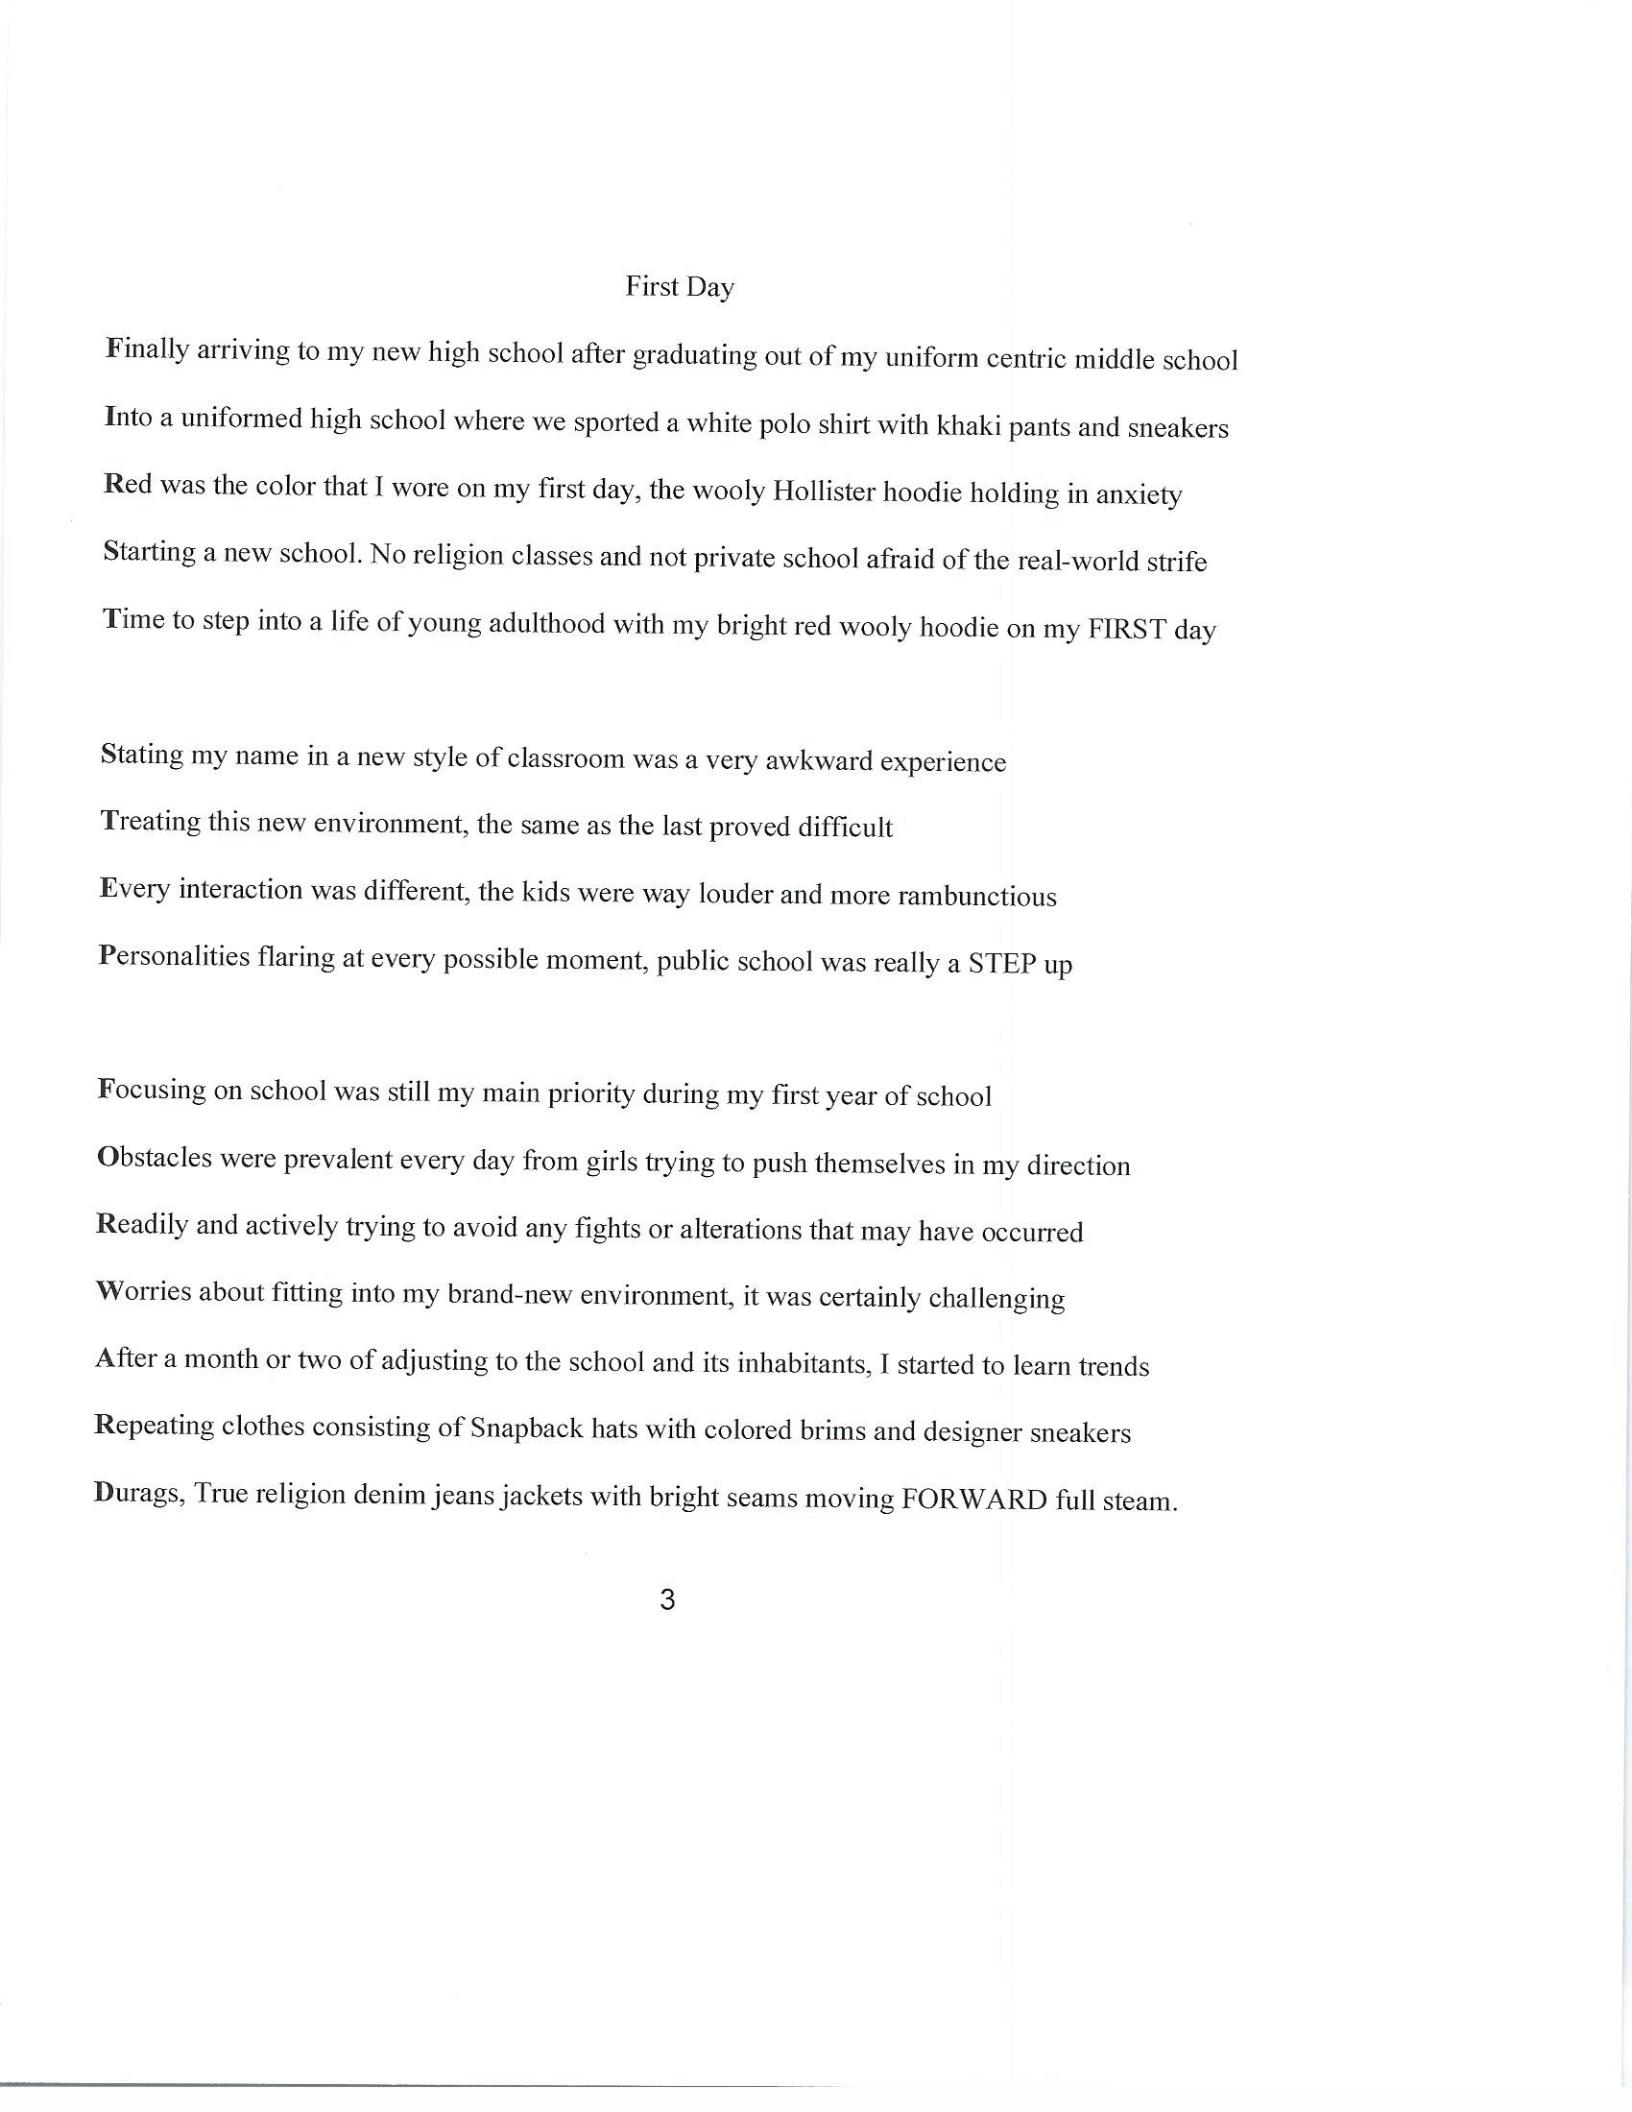 First Day
Finally arriving to my new high school after graduating out of my uniform centric middle school
Into a uniformed high school where we sported a white polo shirt with khaki pants and sneakers
Red was the color that I wore on my first day, the wooly Hollister hoodie holding in anxiety
Starting a new school. No religion classes and not private school afraid of the real-world strife
Time to step into a life of young adulthood with my bright red wooly hoodie on my FIRST day
Stating my name in a new style of classroom was a very awkward experience
Treating this new environment, the same as the last proved difficult
Every interaction was different, the kids were way louder and more rambunctious
Personalities flaring at every possible moment, public school was really a STEP up
Focusing on school was still my main priority during my first year of school
Obstacles were prevalent every day from girls trying to push themselves in my direction
Readily and actively trying to avoid any fights or alterations that may have occurred
Worries about fitting into my brand-new environment, it was certainly challenging
After a month or two of adjusting to the school and its inhabitants, I started to learn trends
Repeating clothes consisting of Snapback hats with colored brims and designer sneakers
Durags, True religion denim jeans jackets with bright seams moving FORWARD full steam.
3